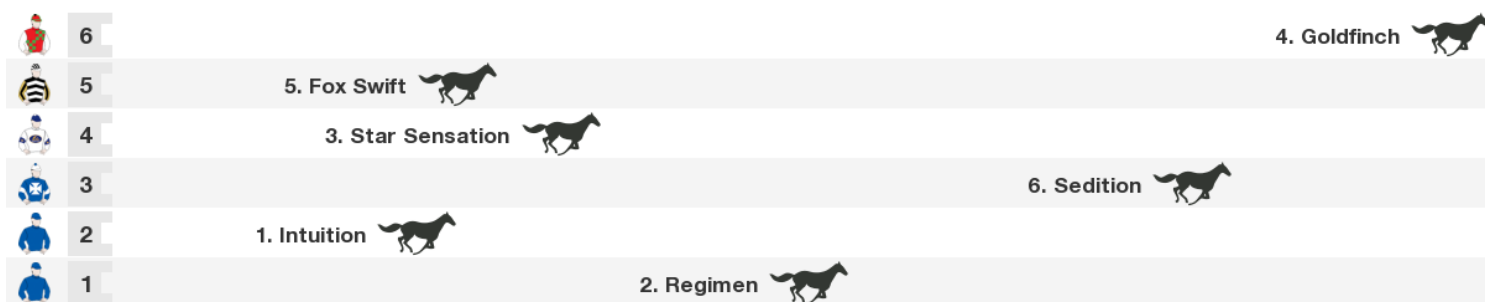 6 4. Goldfinch
5 5. Fox Swift
4 3. Star Sensation
3 6. Sedition
2 1. Intuition
1 2. Regimen